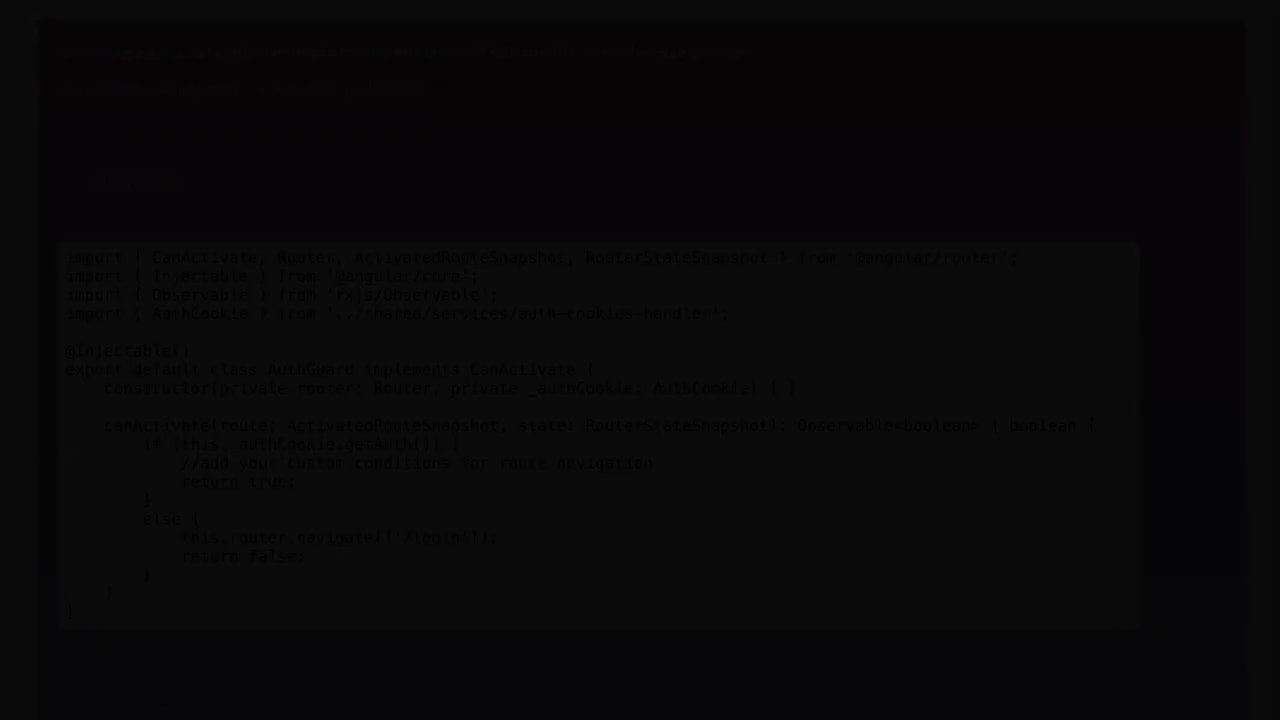 import { CanActivate, Router, ActivatedRouteSnapshot, RouterStateSnapshot } from '@angular/router';
import { Injectable } from '@angular/core';
import { Observable } from 'rxjs/Observable';
import { AuthCookie } from '../shared/services/auth-cookies-handler';
@Injectable()
export default class AuthGuard implements CanActivate {
    constructor(private router: Router, private _authCookie: AuthCookie) { }
    canActivate(route: ActivatedRouteSnapshot, state: RouterStateSnapshot): Observable<boolean> | boolean {
        if (this._authCookie.getAuth()) {
            //add your custom conditions for route navigation
            return true;
        }
        else {
            this.router.navigate(['/login']);
            return false;
        }
    }
}